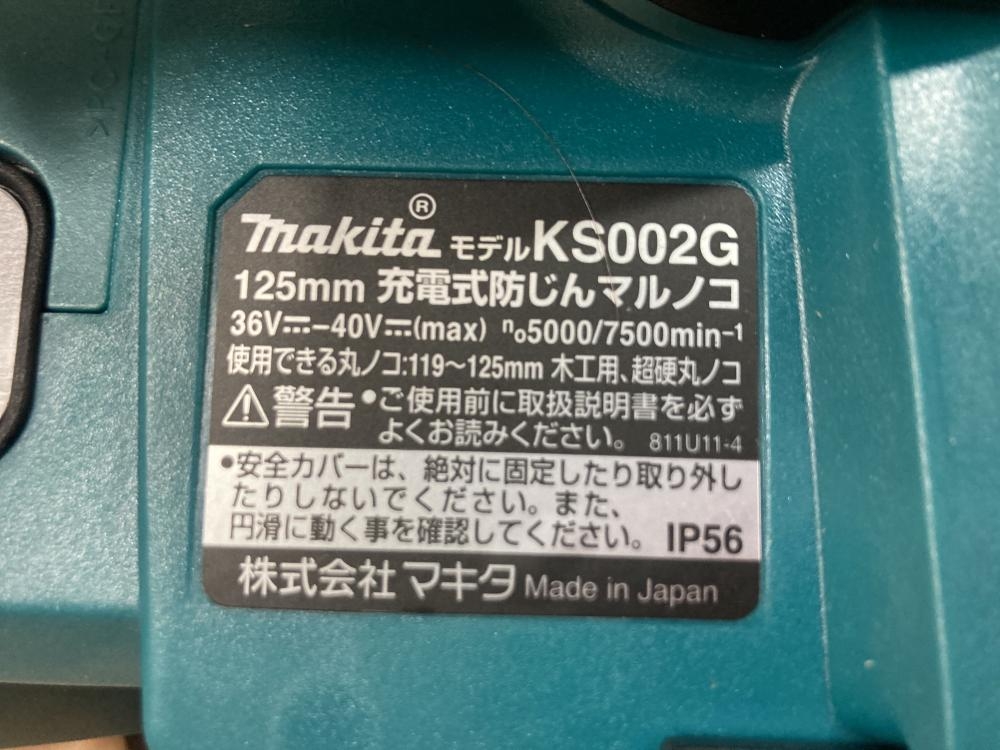 >PC-GF
makita® モデルKS002G
125mm 充電式防じんマルノコ
36V⎓-40V⎓(max) n₀5000/7500min⁻¹
使用できる丸ノコ:119～125mm 木工用、超硬丸ノコ
⚠警告 •ご使用前に取扱説明書を必ず
よくお読みください。 811U11-4
•安全カバーは、絶対に固定したり取り外し
たりしないでください。また、
円滑に動く事を確認してください。 IP56
株式会社マキタ Made in Japan